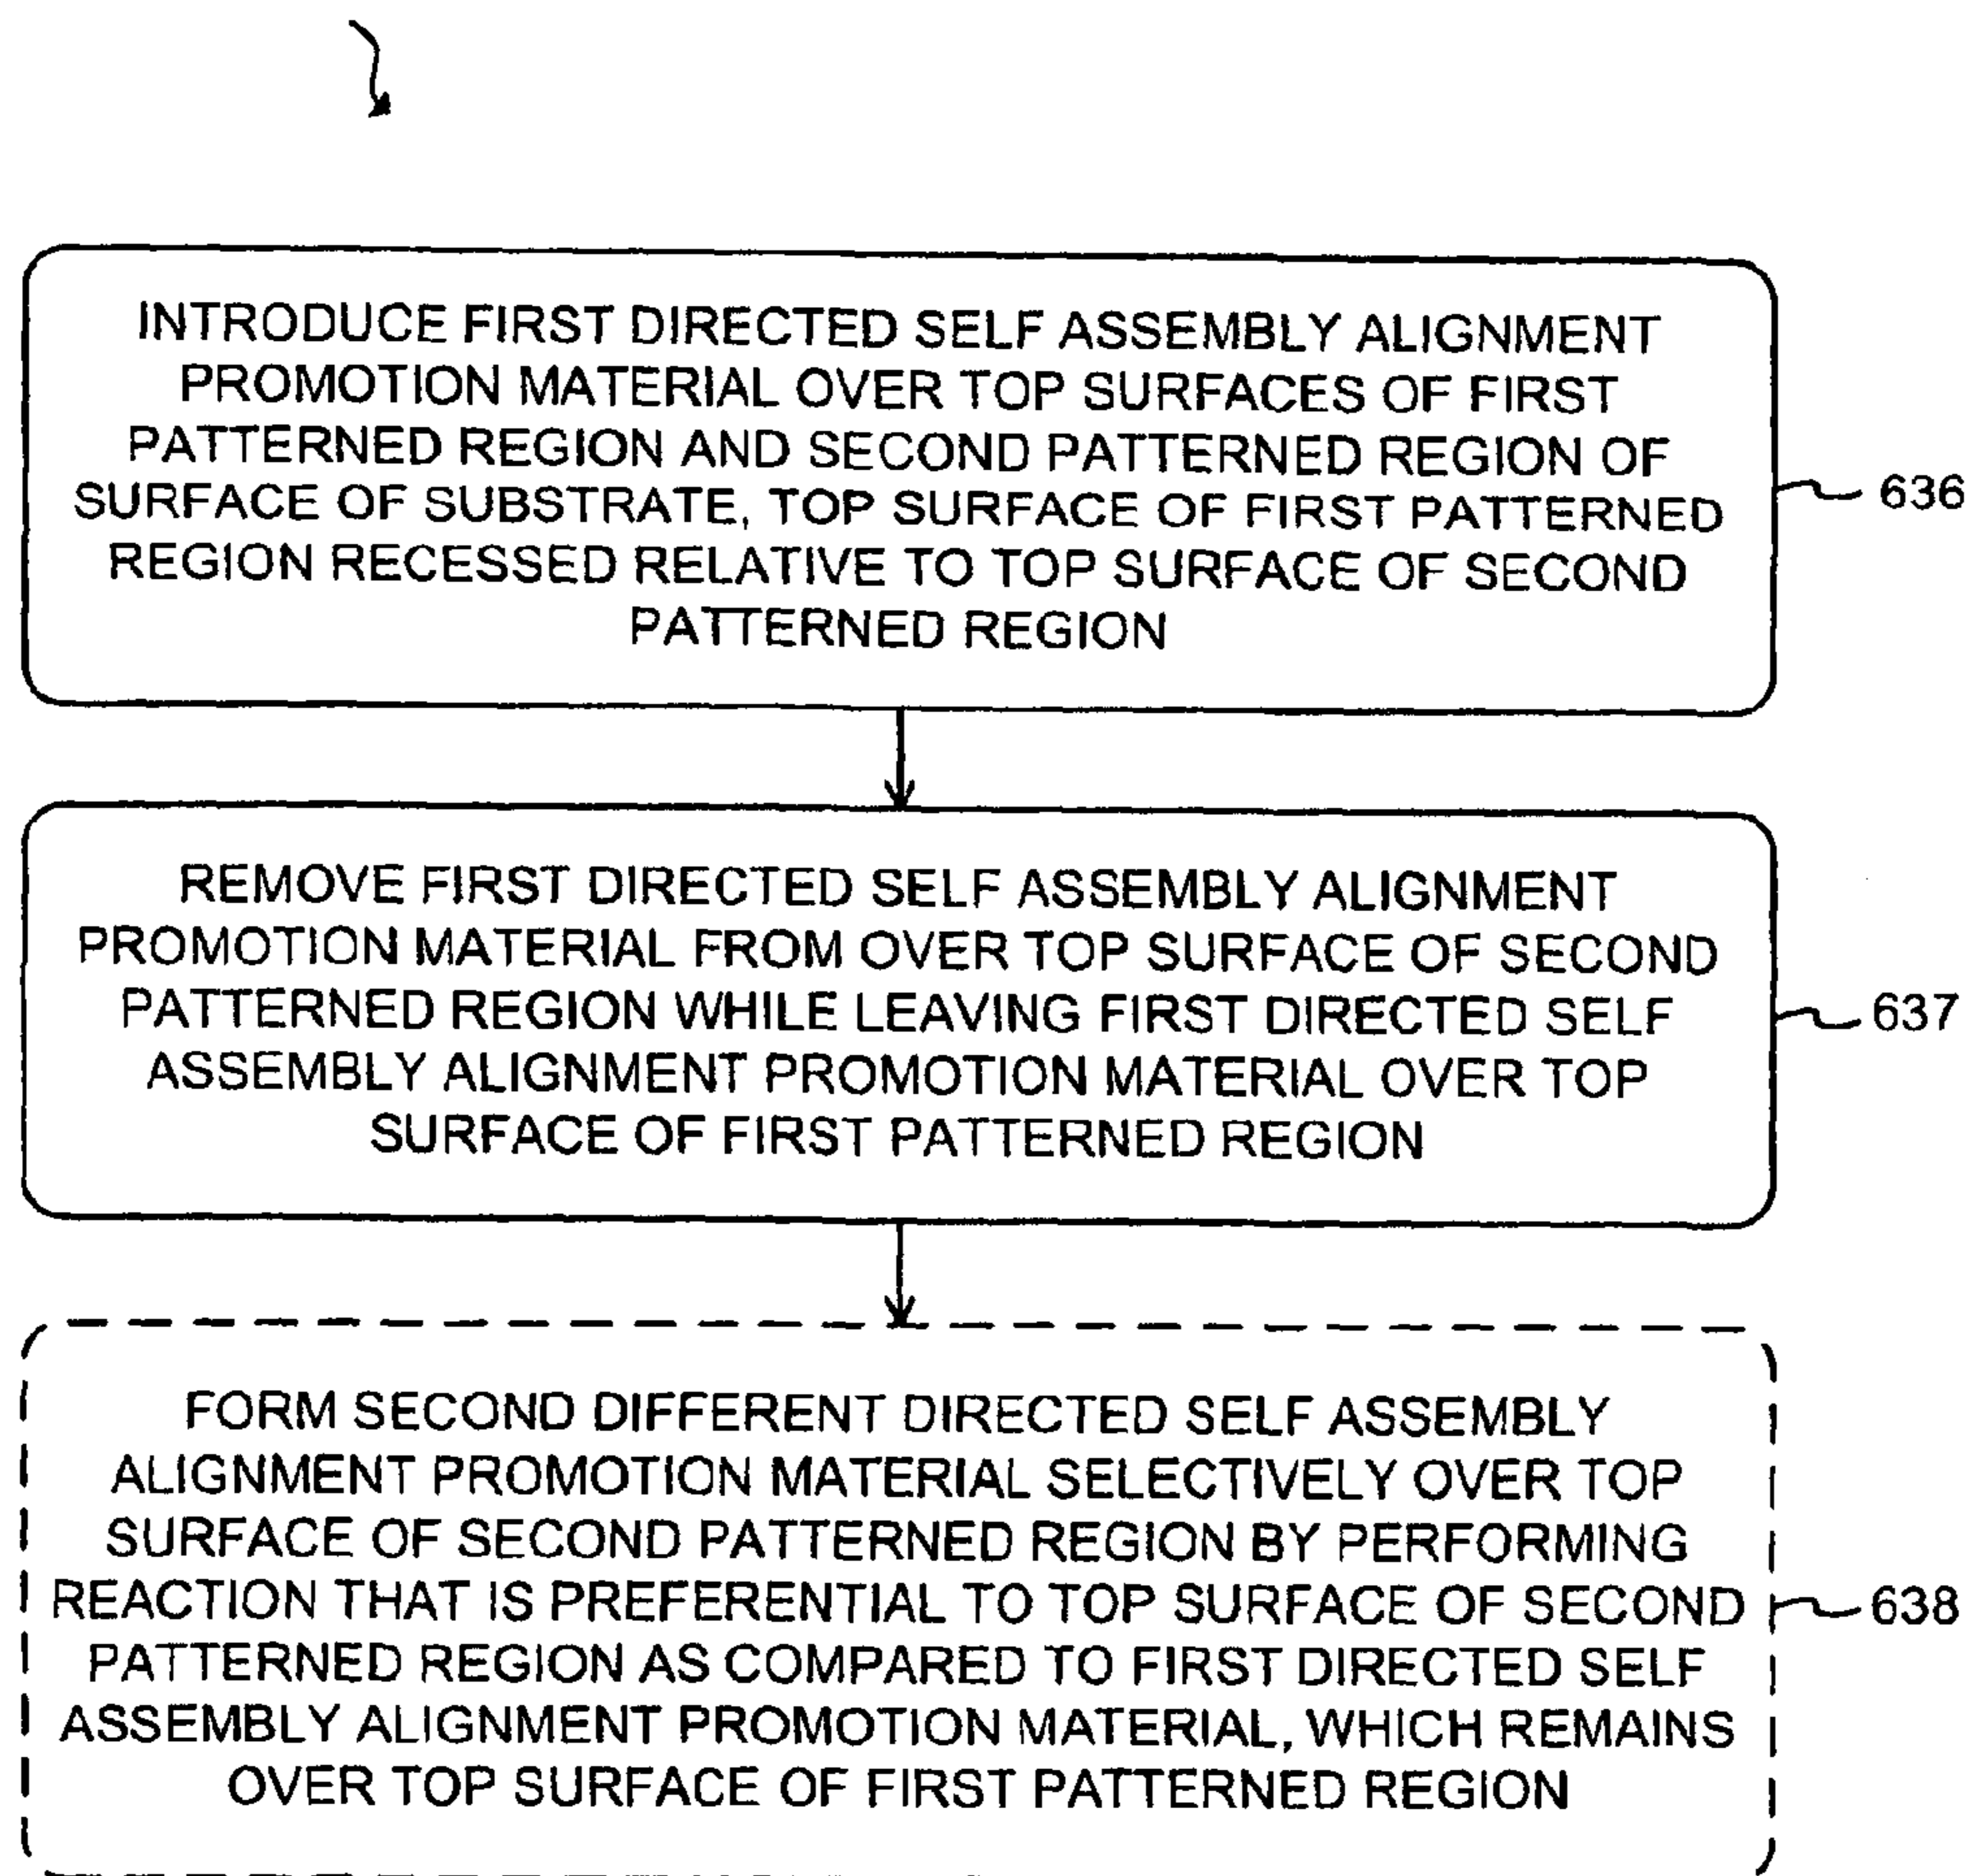 INTRODUCE FIRST DIRECTED SELF ASSEMBLY ALIGNMENT
PROMOTION MATERIAL OVER TOP SURFACES OF FIRST
PATTERNED REGION AND SECOND PATTERNED REGION OF
SURFACE OF SUBSTRATE, TOP SURFACE OF FIRST PATTERNED
REGION RECESSED RELATIVE TO TOP SURFACE OF SECOND
PATTERNED REGION
636
REMOVE FIRST DIRECTED SELF ASSEMBLY ALIGNMENT
PROMOTION MATERIAL FROM OVER TOP SURFACE OF SECOND
PATTERNED REGION WHILE LEAVING FIRST DIRECTED SELF
ASSEMBLY ALIGNMENT PROMOTION MATERIAL OVER TOP
SURFACE OF FIRST PATTERNED REGION
637
FORM SECOND DIFFERENT DIRECTED SELF ASSEMBLY
ALIGNMENT PROMOTION MATERIAL SELECTIVELY OVER TOP
SURFACE OF SECOND PATTERNED REGION BY PERFORMING
REACTION THAT IS PREFERENTIAL TO TOP SURFACE OF SECOND
PATTERNED REGION AS COMPARED TO FIRST DIRECTED SELF
ASSEMBLY ALIGNMENT PROMOTION MATERIAL, WHICH REMAINS
OVER TOP SURFACE OF FIRST PATTERNED REGION
638